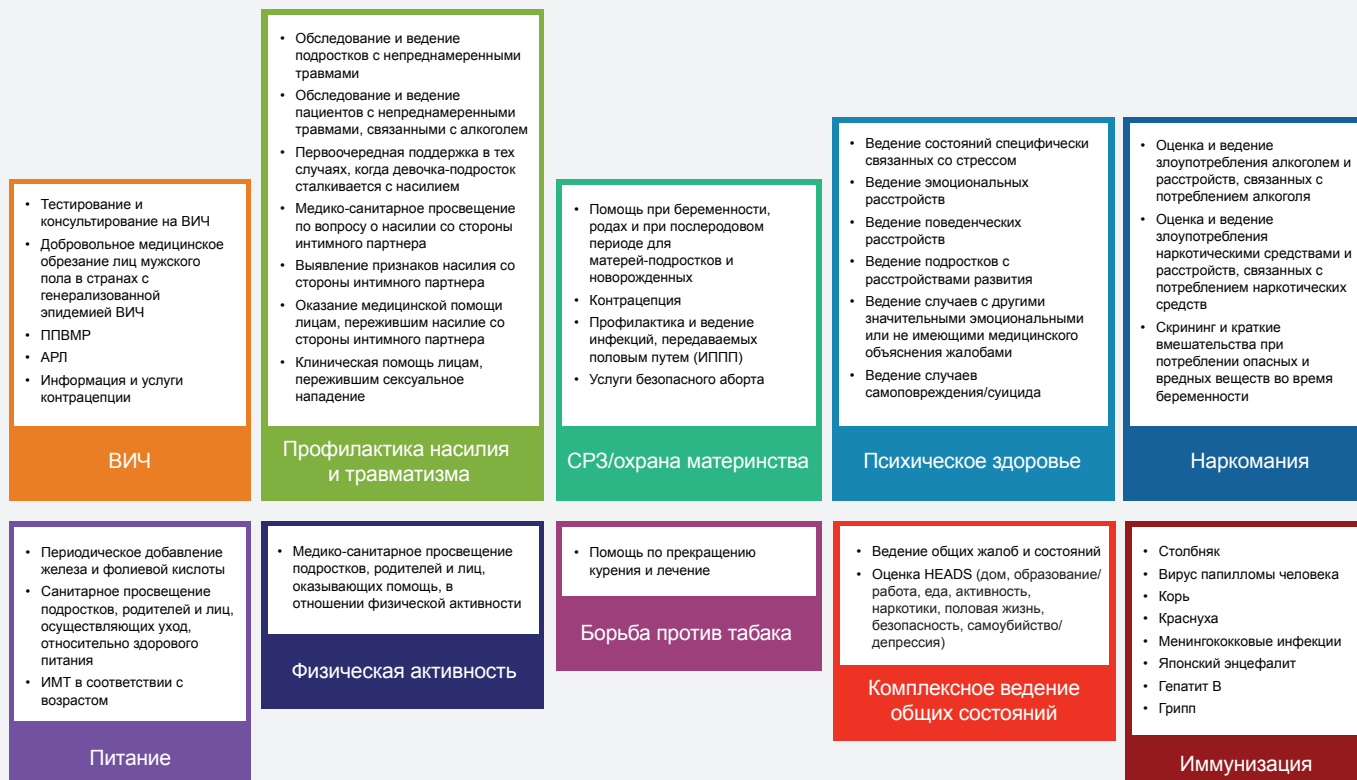 • Тестирование и
консультирование на ВИЧ
• Добровольное медицинское
обрезание лиц мужского
пола в странах с
генерализованной
эпидемией ВИЧ
• ППВМР
• АРЛ
• Информация и услуги
контрацепции
ВИЧ
• Обследование и ведение
подростков с непреднамеренными
травмами
• Обследование и ведение
пациентов с непреднамеренными
травмами, связанными с алкоголем
• Первоочередная поддержка в тех
случаях, когда девочка-подросток
сталкивается с насилием
• Медико-санитарное просвещение
по вопросу о насилии со стороны
интимного партнера
• Выявление признаков насилия со
стороны интимного партнера
• Оказание медицинской помощи
лицам, пережившим насилие со
стороны интимного партнера
• Клиническая помощь лицам,
пережившим сексуальное
нападение
Профилактика насилия
и травматизма
• Помощь при беременности,
родах и при послеродовом
периоде для
матерей-подростков и
новорожденных
• Контрацепция
• Профилактика и ведение
инфекций, передаваемых
половым путем (ИППП)
• Услуги безопасного аборта
СРЗ/охрана материнства
• Ведение состояний специфически
связанных со стрессом
• Ведение эмоциональных
расстройств
• Ведение поведенческих
расстройств
• Ведение подростков с
расстройствами развития
• Ведение случаев с другими
значительными эмоциональными
или не имеющими медицинского
объяснения жалобами
• Ведение случаев
самоповреждения/суицида
Психическое здоровье
• Оценка и ведение
злоупотребления алкоголем и
расстройств, связанных с
потреблением алкоголя
• Оценка и ведение
злоупотребления
наркотическими средствами и
расстройств, связанных с
потреблением наркотических
средств
• Скрининг и краткие
вмешательства при
потреблении опасных и
вредных веществ во время
беременности
Наркомания
• Периодическое добавление
железа и фолиевой кислоты
• Санитарное просвещение
подростков, родителей и лиц,
осуществляющих уход,
относительно здорового
питания
• ИМТ в соответствии с
возрастом
Питание
• Медико-санитарное просвещение
подростков, родителей и лиц,
оказывающих помощь, в
отношении физической активности
Физическая активность
• Помощь по прекращению
курения и лечение
Борьба против табака
• Ведение общих жалоб и состояний
• Оценка HEADS (дом, образование/
работа, еда, активность,
наркотики, половая жизнь,
безопасность, самоубийство/
депрессия)
Комплексное ведение
общих состояний
• Столбняк
• Вирус папилломы человека
• Корь
• Краснуха
• Менингококковые инфекции
• Японский энцефалит
• Гепатит B
• Грипп
Иммунизация